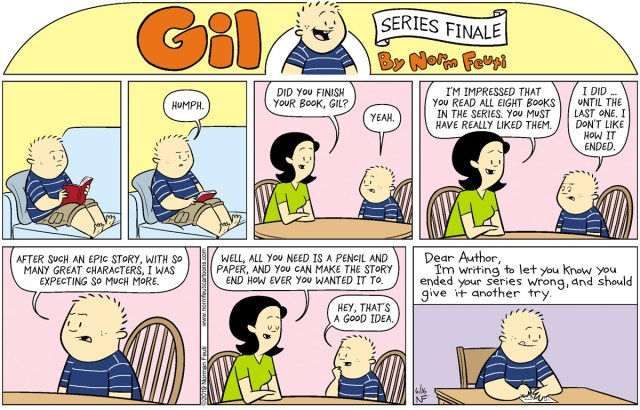 Gil
SERIES FINALE
By Norm Feuti
HUMPH.
DID YOU FINISH
YOUR BOOK, GIL?
YEAH.
I'M IMPRESSED THAT
YOU READ ALL EIGHT BOOKS
IN THE SERIES. YOU MUST
HAVE REALLY LIKED THEM.
I DID ...
UNTIL THE
LAST ONE. I
DON'T LIKE
HOW IT
ENDED.
AFTER SUCH AN EPIC STORY, WITH SO
MANY GREAT CHARACTERS, I WAS
EXPECTING SO MUCH MORE.
©2019 Norman Feuti www.normfeuticartoons.com
WELL, ALL YOU NEED IS A PENCIL AND
PAPER, AND YOU CAN MAKE THE STORY
END HOW EVER YOU WANTED IT TO.
HEY, THAT'S
A GOOD IDEA.
Dear Author,
I'm writing to let you know you
ended your series wrong, and should
give it another try.
6/16
NF